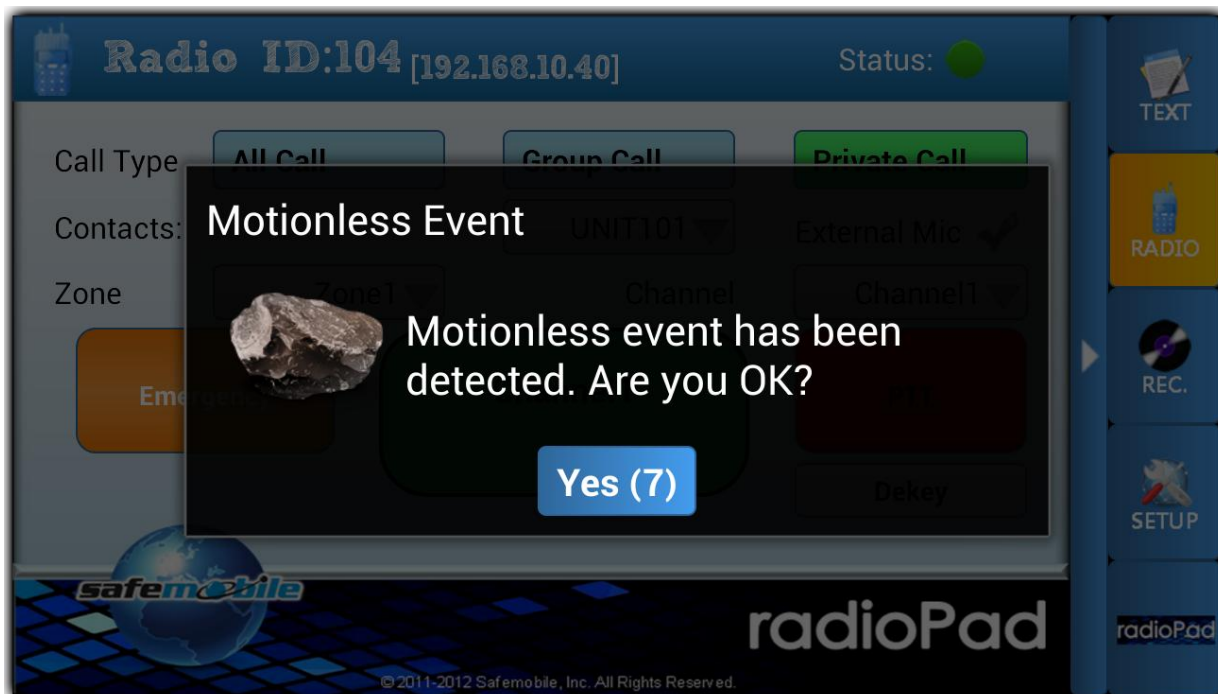 Radio ID:104 [192.168.10.40]
Status:
TEXT
Call Type
All Call
Group Call
Private Call
Contacts:
UNIT101
External Mic
RADIO
Zone
Zone1
Channel
Channel1
Motionless Event
Motionless event has been
detected. Are you OK?
Emergency
PTT
REC.
Yes (7)
Dekey
SETUP
safemobile
radioPad
radioPad
© 2011-2012 Safemobile, Inc. All Rights Reserved.